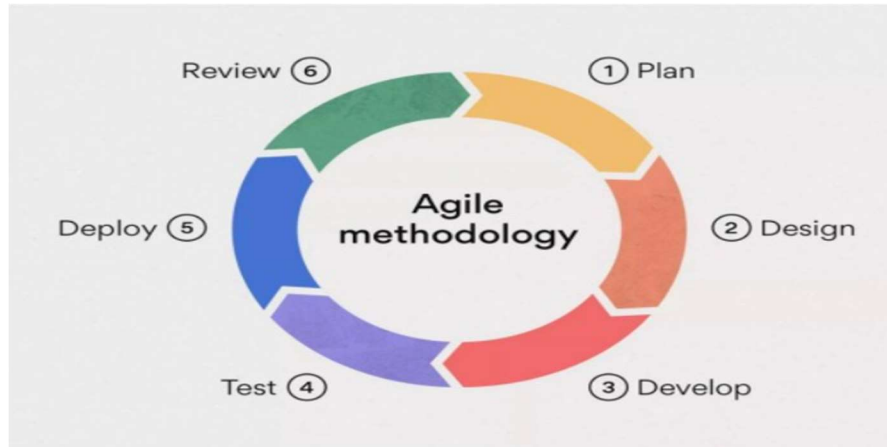 Agile
methodology
1 Plan
2 Design
3 Develop
Test 4
Deploy 5
Review 6